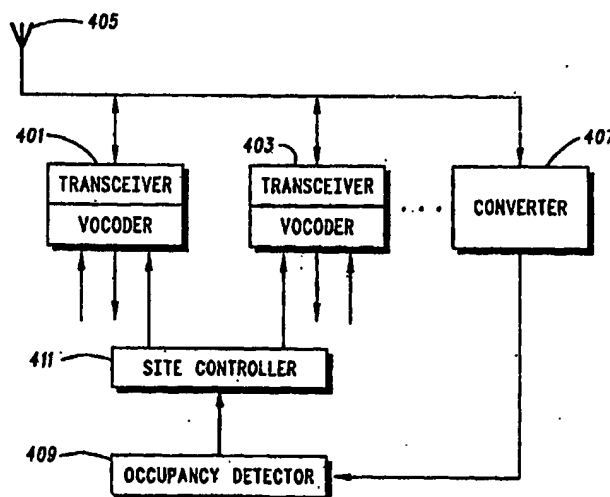 405
401
403
407
TRANSCEIVER
VOCODER
TRANSCEIVER
VOCODER
...
CONVERTER
411
SITE CONTROLLER
409
OCCUPANCY DETECTOR